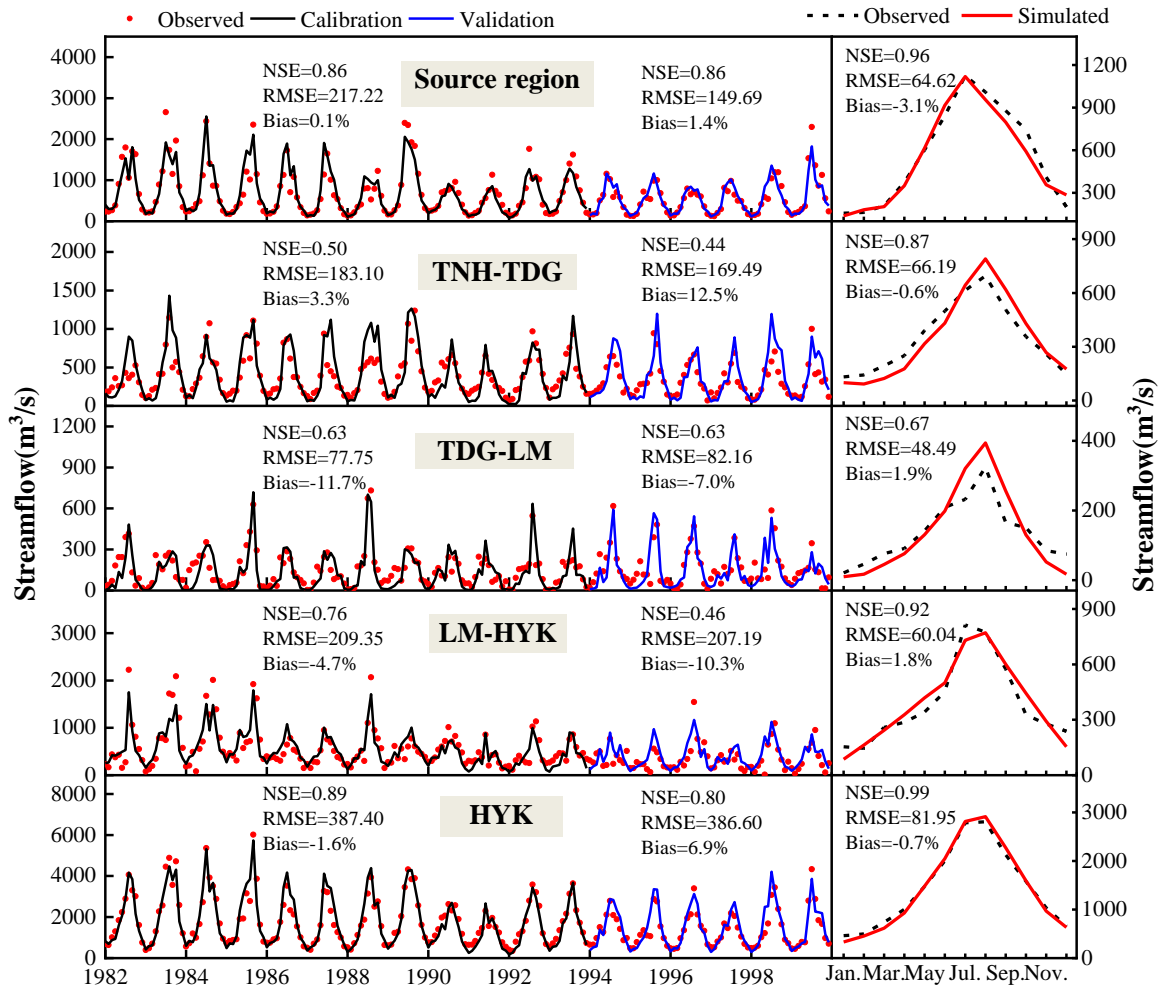 Observed Calibration Validation
Observed Simulated
4500
3000
2000
1000
0
NSE=0.86
RMSE=217.22
Bias=0.1%
Source region
NSE=0.86
RMSE=149.69
Bias=1.4%
NSE=0.96
RMSE=64.62
Bias=-3.1%
1200
900
600
300
2000
1500
1000
500
0
NSE=0.50
RMSE=183.10
Bias=3.3%
TNH-TDG
NSE=0.44
RMSE=169.49
Bias=12.5%
NSE=0.87
RMSE=66.19
Bias=-0.6%
900
600
300
0
Streamflow(m³/s)
1200
900
600
300
0
NSE=0.63
RMSE=77.75
Bias=-11.7%
TDG-LM
NSE=0.63
RMSE=82.16
Bias=-7.0%
NSE=0.67
RMSE=48.49
Bias=1.9%
400
200
0
Streamflow(m³/s)
3000
2000
1000
0
NSE=0.76
RMSE=209.35
Bias=-4.7%
LM-HYK
NSE=0.46
RMSE=207.19
Bias=-10.3%
NSE=0.92
RMSE=60.04
Bias=1.8%
900
600
300
0
8000
6000
4000
2000
0
NSE=0.89
RMSE=387.40
Bias=-1.6%
HYK
NSE=0.80
RMSE=386.60
Bias=6.9%
NSE=0.99
RMSE=81.95
Bias=-0.7%
3000
2000
1000
0
1982 1984 1986 1988 1990 1992 1994 1996 1998
Jan. Mar. May Jul. Sep. Nov.